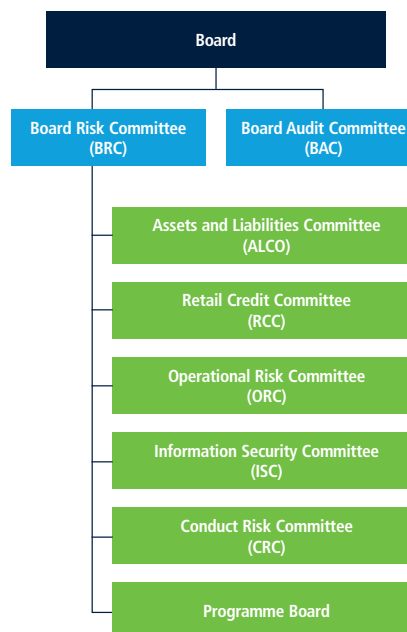 Board
Board Risk Committee
(BRC)
Board Audit Committee
(BAC)
Assets and Liabilities Committee
(ALCO)
Retail Credit Committee
(RCC)
Operational Risk Committee
(ORC)
Information Security Committee
(ISC)
Conduct Risk Committee
(CRC)
Programme Board